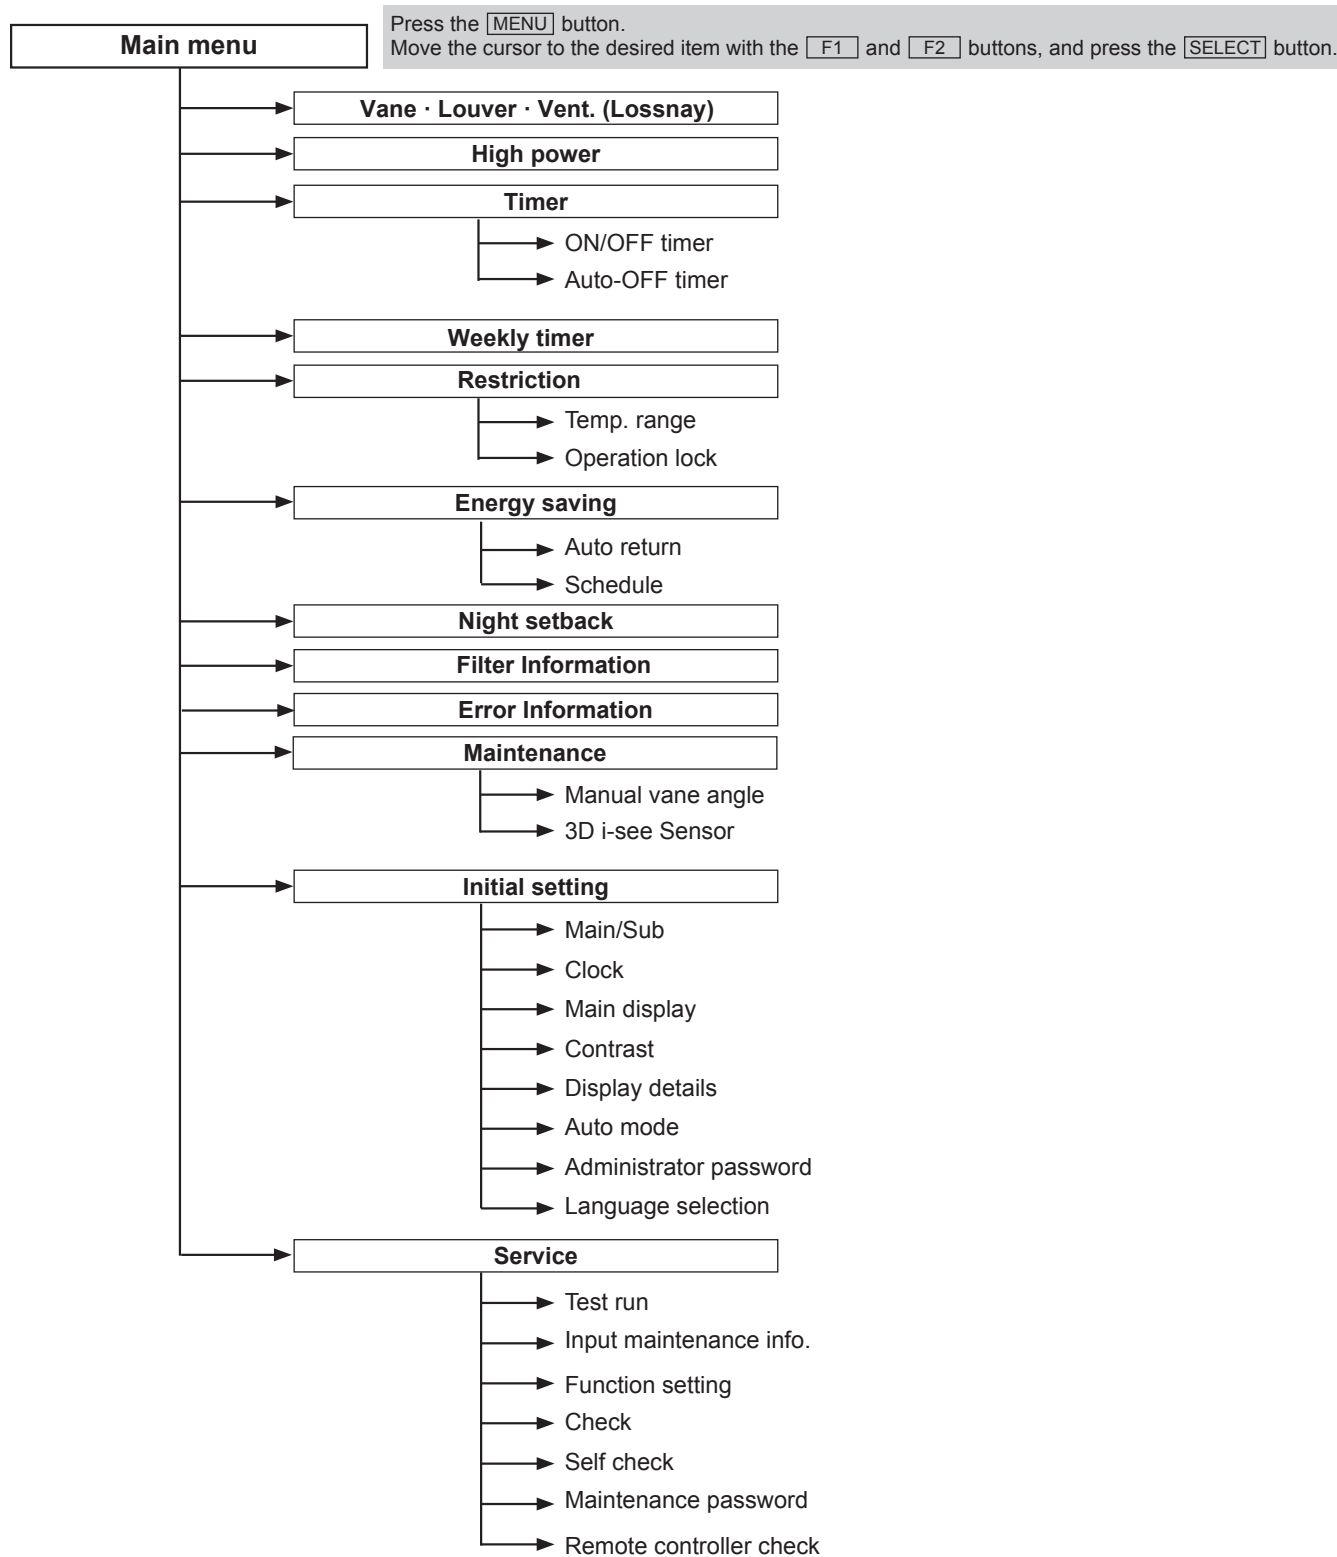 Main menu
Press the MENU button.
Move the cursor to the desired item with the F1 and F2 buttons, and press the SELECT button.
Vane · Louver · Vent. (Lossnay)
High power
Timer
ON/OFF timer
Auto-OFF timer
Weekly timer
Restriction
Temp. range
Operation lock
Energy saving
Auto return
Schedule
Night setback
Filter Information
Error Information
Maintenance
Manual vane angle
3D i-see Sensor
Initial setting
Main/Sub
Clock
Main display
Contrast
Display details
Auto mode
Administrator password
Language selection
Service
Test run
Input maintenance info.
Function setting
Check
Self check
Maintenance password
Remote controller check